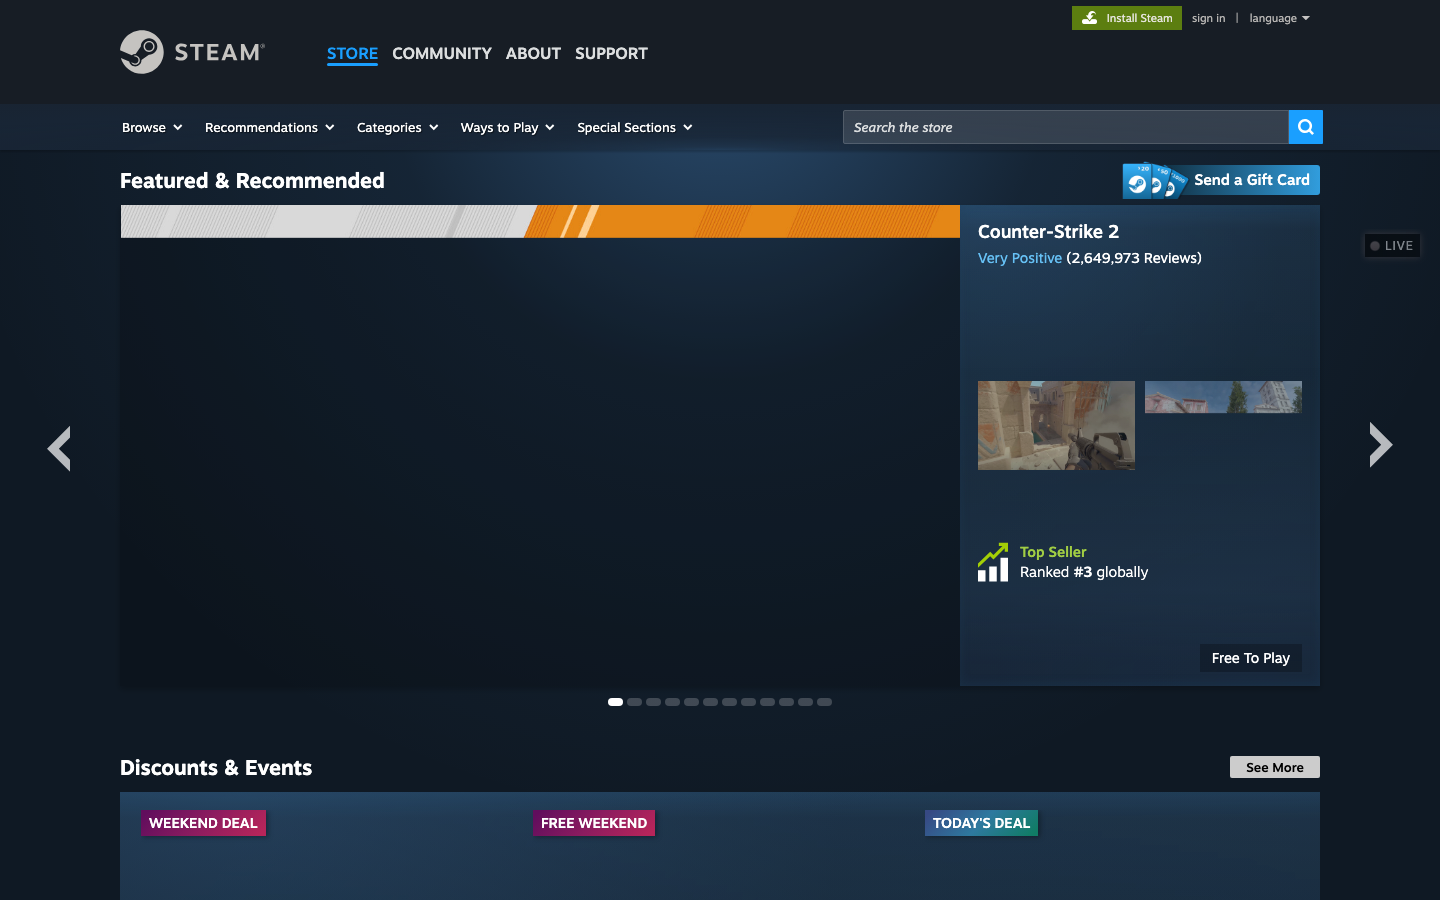 Install Steam
sign in | language
STEAM®
STORE COMMUNITY ABOUT SUPPORT
Browse Recommendations Categories Ways to Play Special Sections
Search the store
Featured & Recommended
Send a Gift Card
Counter-Strike 2
Very Positive (2,649,973 Reviews)
LIVE
Top Seller
Ranked #3 globally
Free To Play
Discounts & Events
See More
WEEKEND DEAL
FREE WEEKEND
TODAY'S DEAL